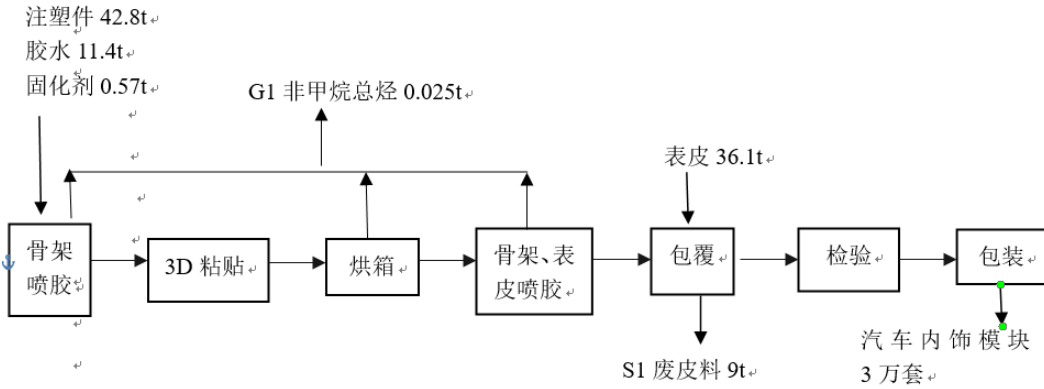 注塑件 42.8t
胶水 11.4t
固化剂 0.57t
G1 非甲烷总烃 0.025t
表皮 36.1t
骨架
喷胶
3D 粘贴
烘箱
骨架、表
皮喷胶
包覆
检验
包装
S1 废皮料 9t
汽车内饰模块
3 万套